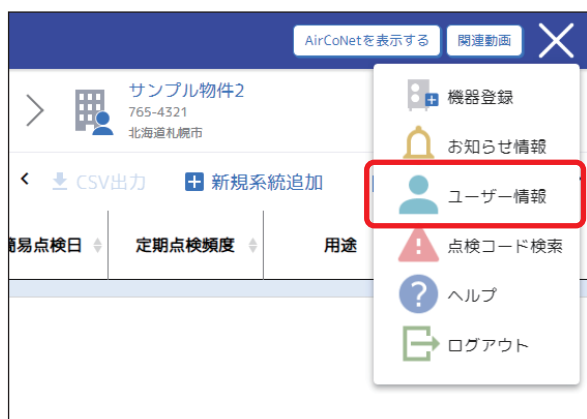 AirCoNetを表示する
関連動画
サンプル物件2
765-4321
北海道札幌市
機器登録
お知らせ情報
ユーザー情報
点検コード検索
ヘルプ
ログアウト
CSV出力
新規系統追加
易点検日
定期点検頻度
用途